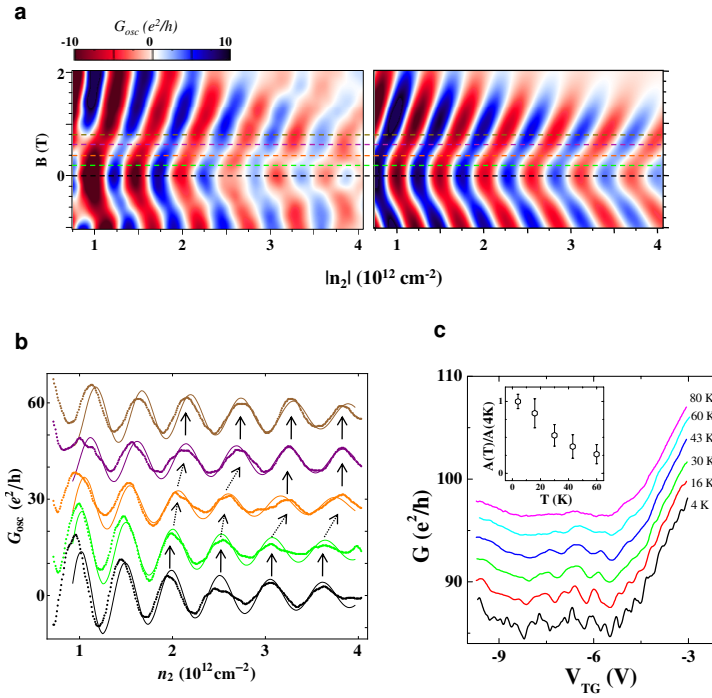 a
G_osc (e²/h)
-10 0 10
2
0
B (T)
1 2 3 4 1 2 3 4
|n₂| (10¹² cm⁻²)
b
60
30
0
G_osc (e²/h)
1 2 3 4
n₂ (10¹² cm⁻²)
c
110
100
90
G (e²/h)
1
0
A(T)/A(4K)
0 20 40 60
T (K)
80 K
60 K
43 K
30 K
16 K
4 K
-9 -6 -3
V_TG (V)